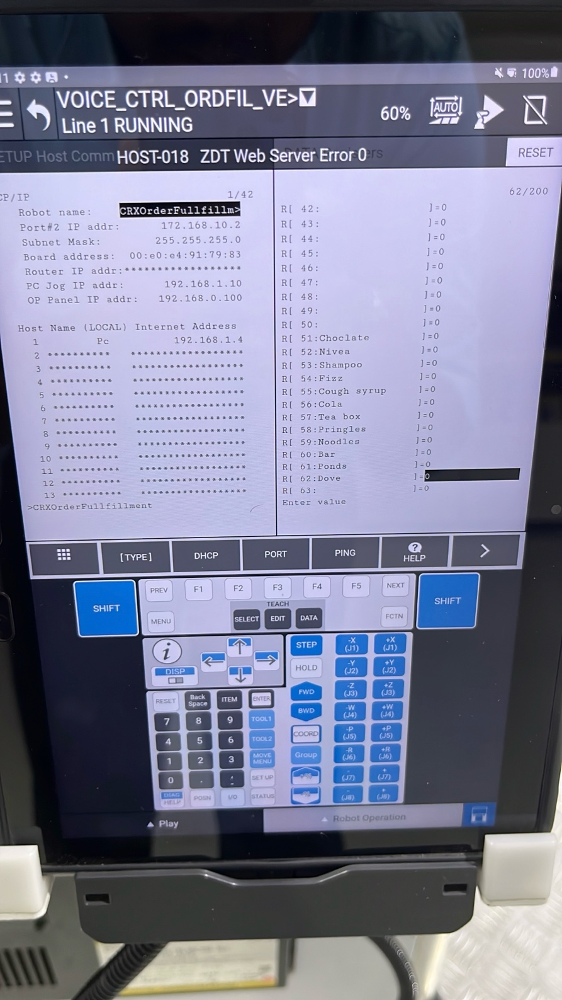 100%
VOICE_CTRL_ORDFIL_VE>
Line 1 RUNNING
60%
AUTO
ETUP Host Comm
HOST-018 ZDT Web Server Error 0
RESET
CP/IP
1/42
Robot name: CRXOrderFullfillm>
Port#2 IP addr: 172.168.10.2
Subnet Mask: 255.255.255.0
Board address: 00:e0:e4:91:79:83
Router IP addr:******************
PC Jog IP addr: 192.168.1.10
OP Panel IP addr: 192.168.0.100
Host Name (LOCAL) Internet Address
1 Pc 192.168.1.4
2 ********** ******************
3 ********** ******************
4 ********** ******************
5 ********** ******************
6 ********** ******************
7 ********** ******************
8 ********** ******************
9 ********** ******************
10 ********** ******************
11 ********** ******************
12 ********** ******************
13 ********** ******************
>CRXOrderFullfillment
62/200
R[ 42: ]=0
R[ 43: ]=0
R[ 44: ]=0
R[ 45: ]=0
R[ 46: ]=0
R[ 47: ]=0
R[ 48: ]=0
R[ 49: ]=0
R[ 50: ]=0
R[ 51:Choclate ]=0
R[ 52:Nivea ]=0
R[ 53:Shampoo ]=0
R[ 54:Fizz ]=0
R[ 55:Cough syrup ]=0
R[ 56:Cola ]=0
R[ 57:Tea box ]=0
R[ 58:Pringles ]=0
R[ 59:Noodles ]=0
R[ 60:Bar ]=0
R[ 61:Ponds ]=0
R[ 62:Dove ]=0
R[ 63: ]=0
Enter value
[TYPE] DHCP PORT PING ? HELP >
SHIFT
PREV F1 F2 F3 F4 F5 NEXT
SHIFT
TEACH
MENU SELECT EDIT DATA FCTN
i
DISP
STEP -X (J1) +X (J1)
HOLD -Y (J2) +Y (J2)
FWD -Z (J3) +Z (J3)
BWD -W (J4) +W (J4)
COORD -P (J5) +P (J5)
Group -R (J6) +R (J6)
+% - (J7) + (J7)
-% - (J8) + (J8)
RESET Back Space ITEM ENTER
7 8 9 TOOL1
4 5 6 TOOL2
1 2 3 MOVE MENU
0 . SET UP
DIAG HELP POSN I/O STATUS
Play
Robot Operation